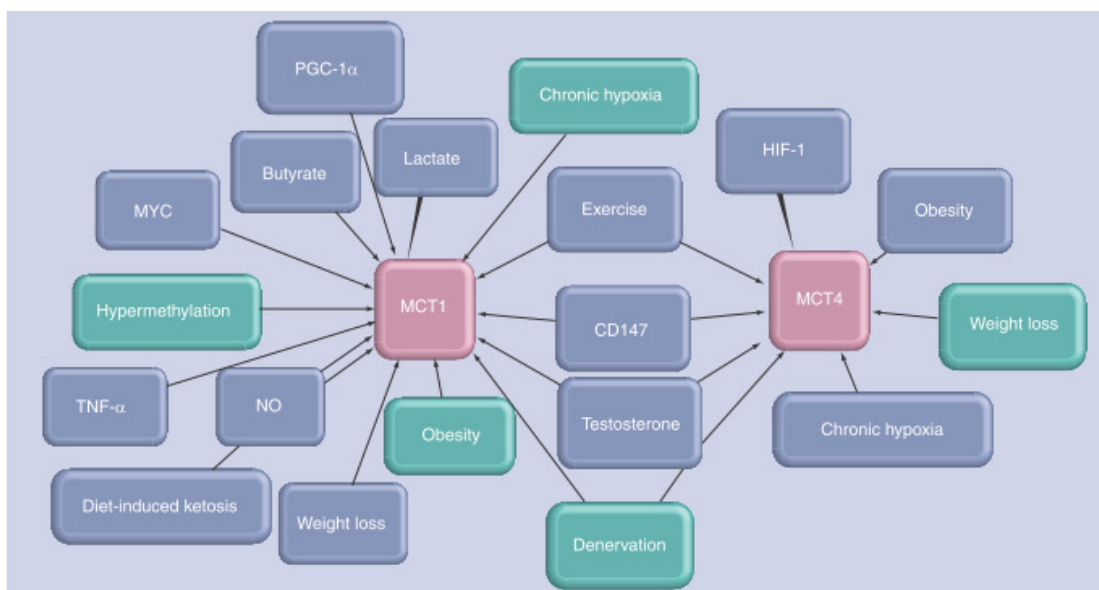 PGC-1α
Chronic hypoxia
HIF-1
Lactate
Butyrate
MYC
Exercise
Obesity
Hypermethylation
MCT1
MCT4
CD147
Weight loss
TNF-α
NO
Obesity
Testosterone
Chronic hypoxia
Diet-induced ketosis
Weight loss
Denervation